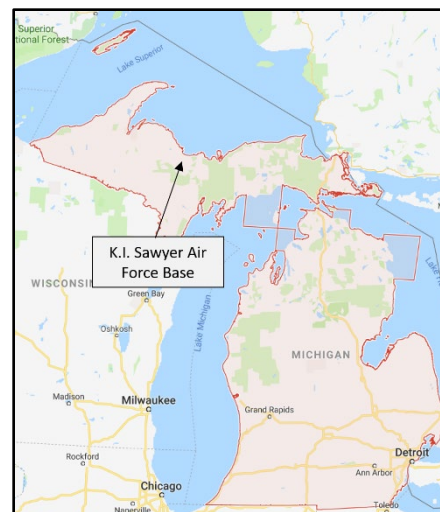 Superior
tional Forest
Lake Superior
K.I. Sawyer Air
Force Base
WISCONSIN
Green Bay
Oshkosh
Lake Michigan
MICHIGAN
Madison
Milwaukee
Grand Rapids
Rockford
Ann Arbor
Detroit
Chicago
Naperville
Toledo